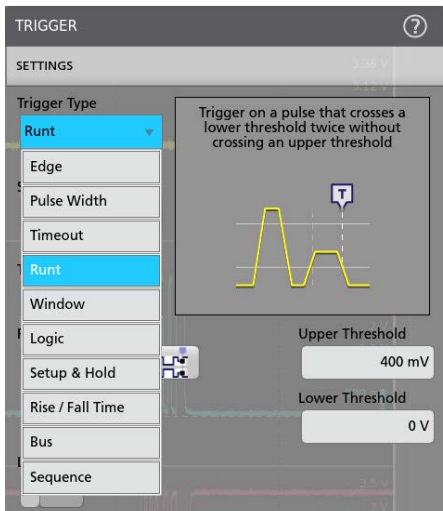 TRIGGER
?
SETTINGS
Trigger Type
Runt
Edge
Pulse Width
Timeout
Runt
Window
Logic
Setup & Hold
Rise / Fall Time
Bus
Sequence
Trigger on a pulse that crosses a
lower threshold twice without
crossing an upper threshold
T
Upper Threshold
400 mV
Lower Threshold
0 V
3.5 V